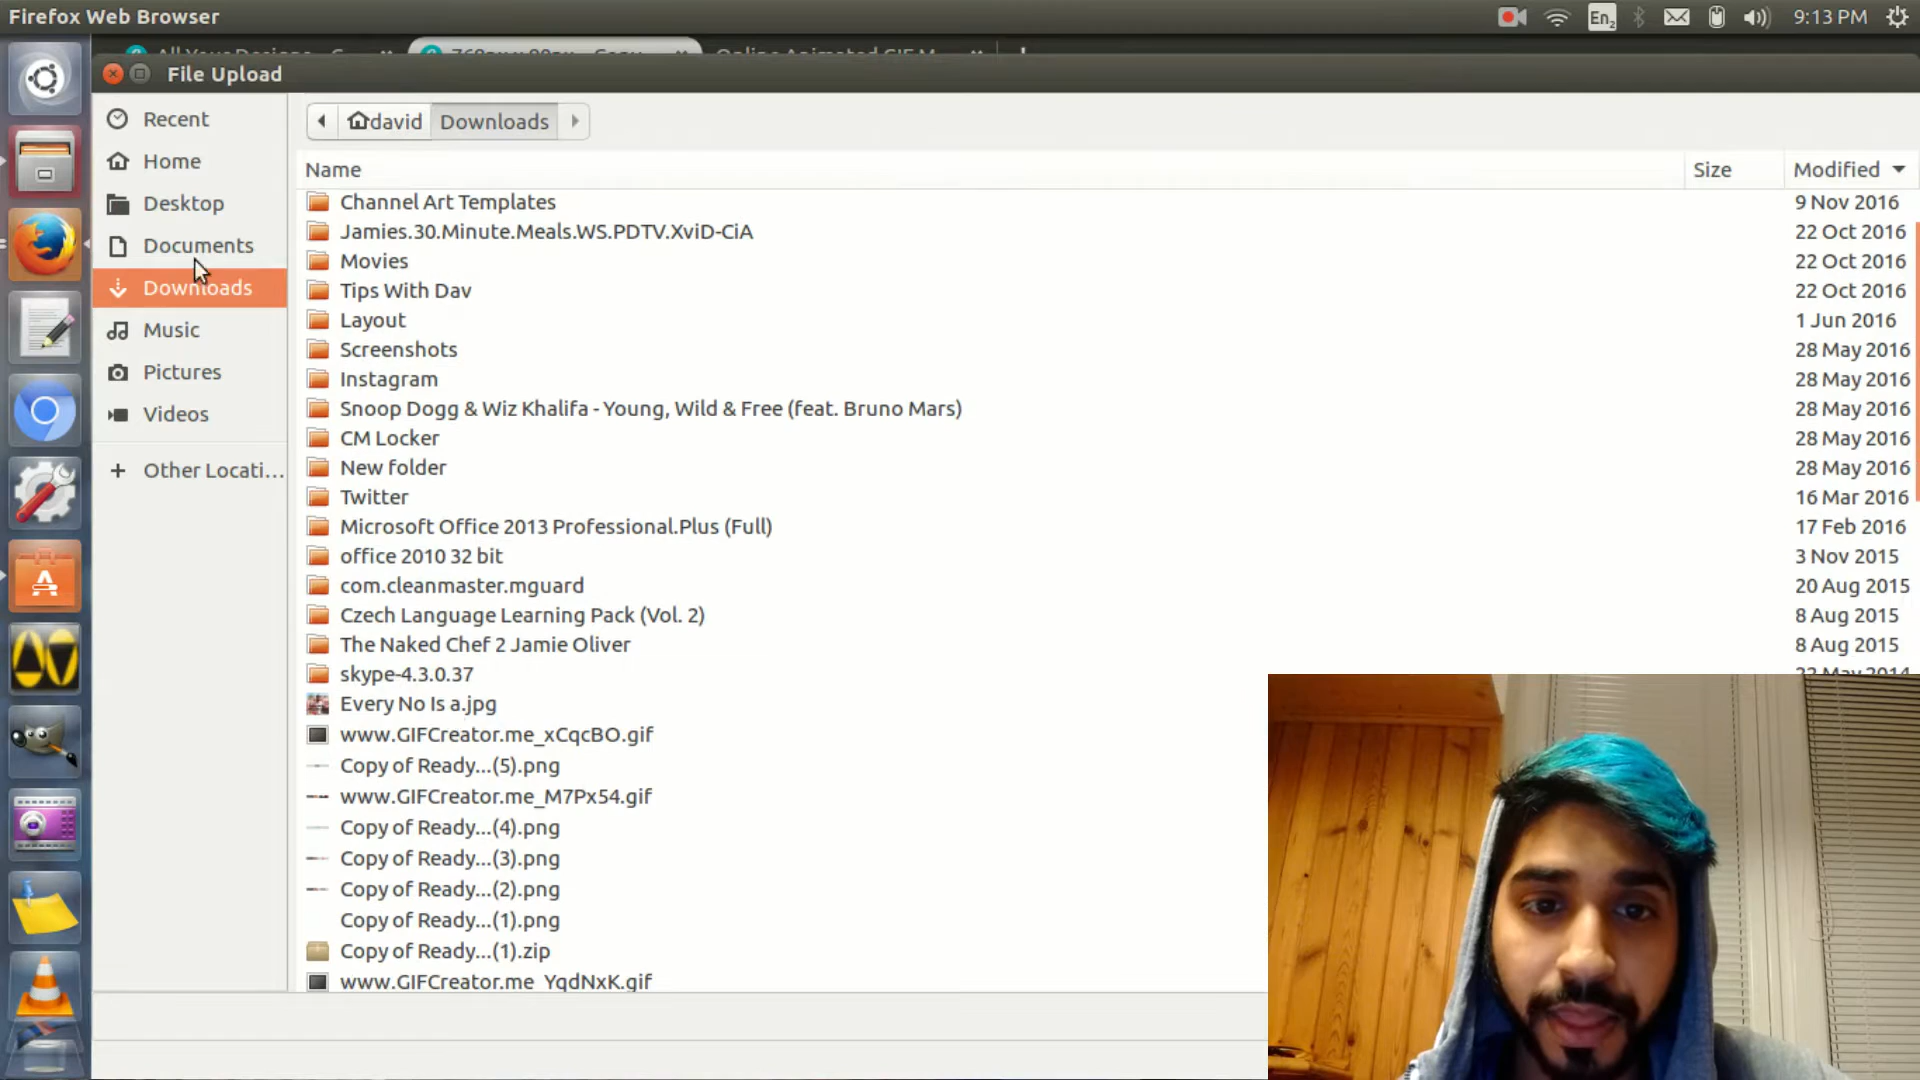 Firefox Web Browser
En2
9:13 PM
All Your Designs
File Upload
Recent
Home
Desktop
Documents
Downloads
Music
Pictures
Videos
Other Locati...
david
Downloads
Name
Size
Modified
Channel Art Templates
9 Nov 2016
Jamies.30.Minute.Meals.WS.PDTV.XviD-CiA
22 Oct 2016
Movies
22 Oct 2016
Tips With Dav
22 Oct 2016
Layout
1 Jun 2016
Screenshots
28 May 2016
Instagram
28 May 2016
Snoop Dogg & Wiz Khalifa - Young, Wild & Free (feat. Bruno Mars)
28 May 2016
CM Locker
28 May 2016
New folder
28 May 2016
Twitter
16 Mar 2016
Microsoft Office 2013 Professional.Plus (Full)
17 Feb 2016
office 2010 32 bit
3 Nov 2015
com.cleanmaster.mguard
20 Aug 2015
Czech Language Learning Pack (Vol. 2)
8 Aug 2015
The Naked Chef 2 Jamie Oliver
8 Aug 2015
skype-4.3.0.37
Every No Is a.jpg
www.GIFCreator.me_xCqcBO.gif
Copy of Ready...(5).png
www.GIFCreator.me_M7Px54.gif
Copy of Ready...(4).png
Copy of Ready...(3).png
Copy of Ready...(2).png
Copy of Ready...(1).png
Copy of Ready...(1).zip
www.GIFCreator.me_YqdNxK.gif